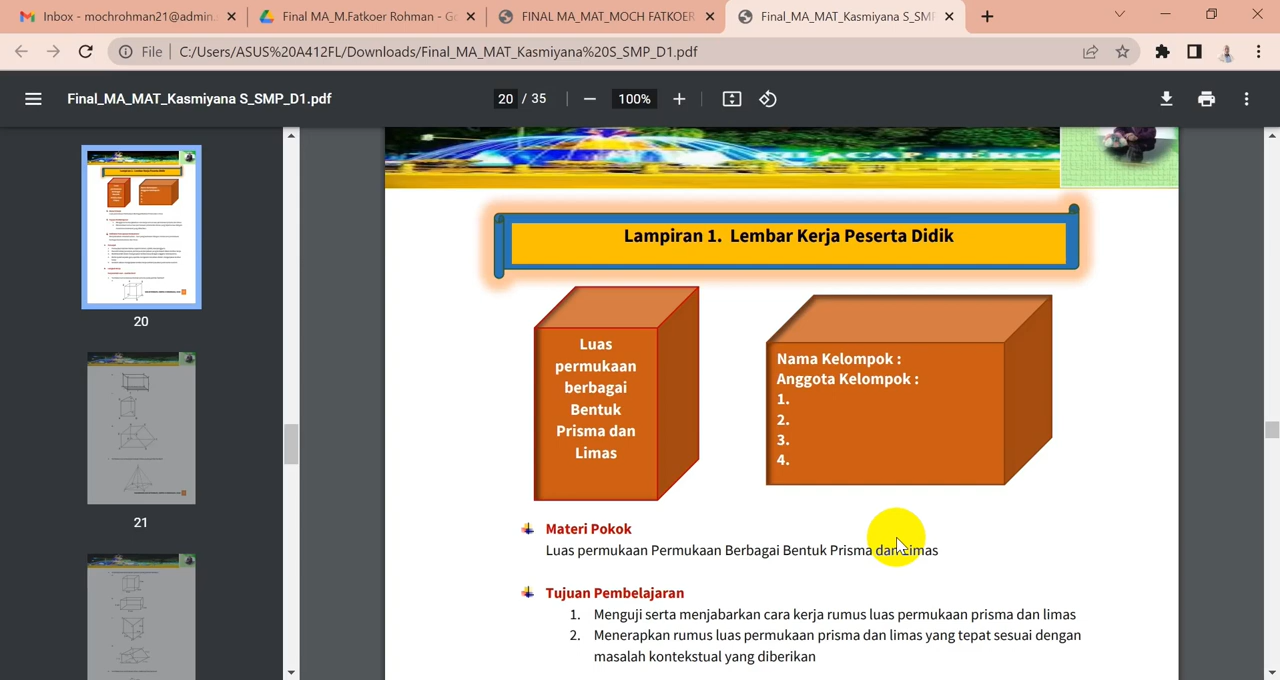 Inbox - mochrohman21@admin.
Final MA_M.Fatkoer Rohman - Go
FINAL MA_MAT_MOCH FATKOER
Final_MA_MAT_Kasmiyana S_SMP
File
C:/Users/ASUS%20A412FL/Downloads/Final_MA_MAT_Kasmiyana%20S_SMP_D1.pdf
Final_MA_MAT_Kasmiyana S_SMP_D1.pdf
20 / 35
100%
Lampiran 1. Lembar Kerja Peserta Didik
Luas
permukaan
berbagai
Bentuk
Prisma dan
Limas
Nama Kelompok :
Anggota Kelompok :
1.
2.
3.
4.
Materi Pokok
Luas permukaan Permukaan Berbagai Bentuk Prisma dan Limas
Tujuan Pembelajaran
1. Menguji serta menjabarkan cara kerja rumus luas permukaan prisma dan limas
2. Menerapkan rumus luas permukaan prisma dan limas yang tepat sesuai dengan
masalah kontekstual yang diberikan
20
21